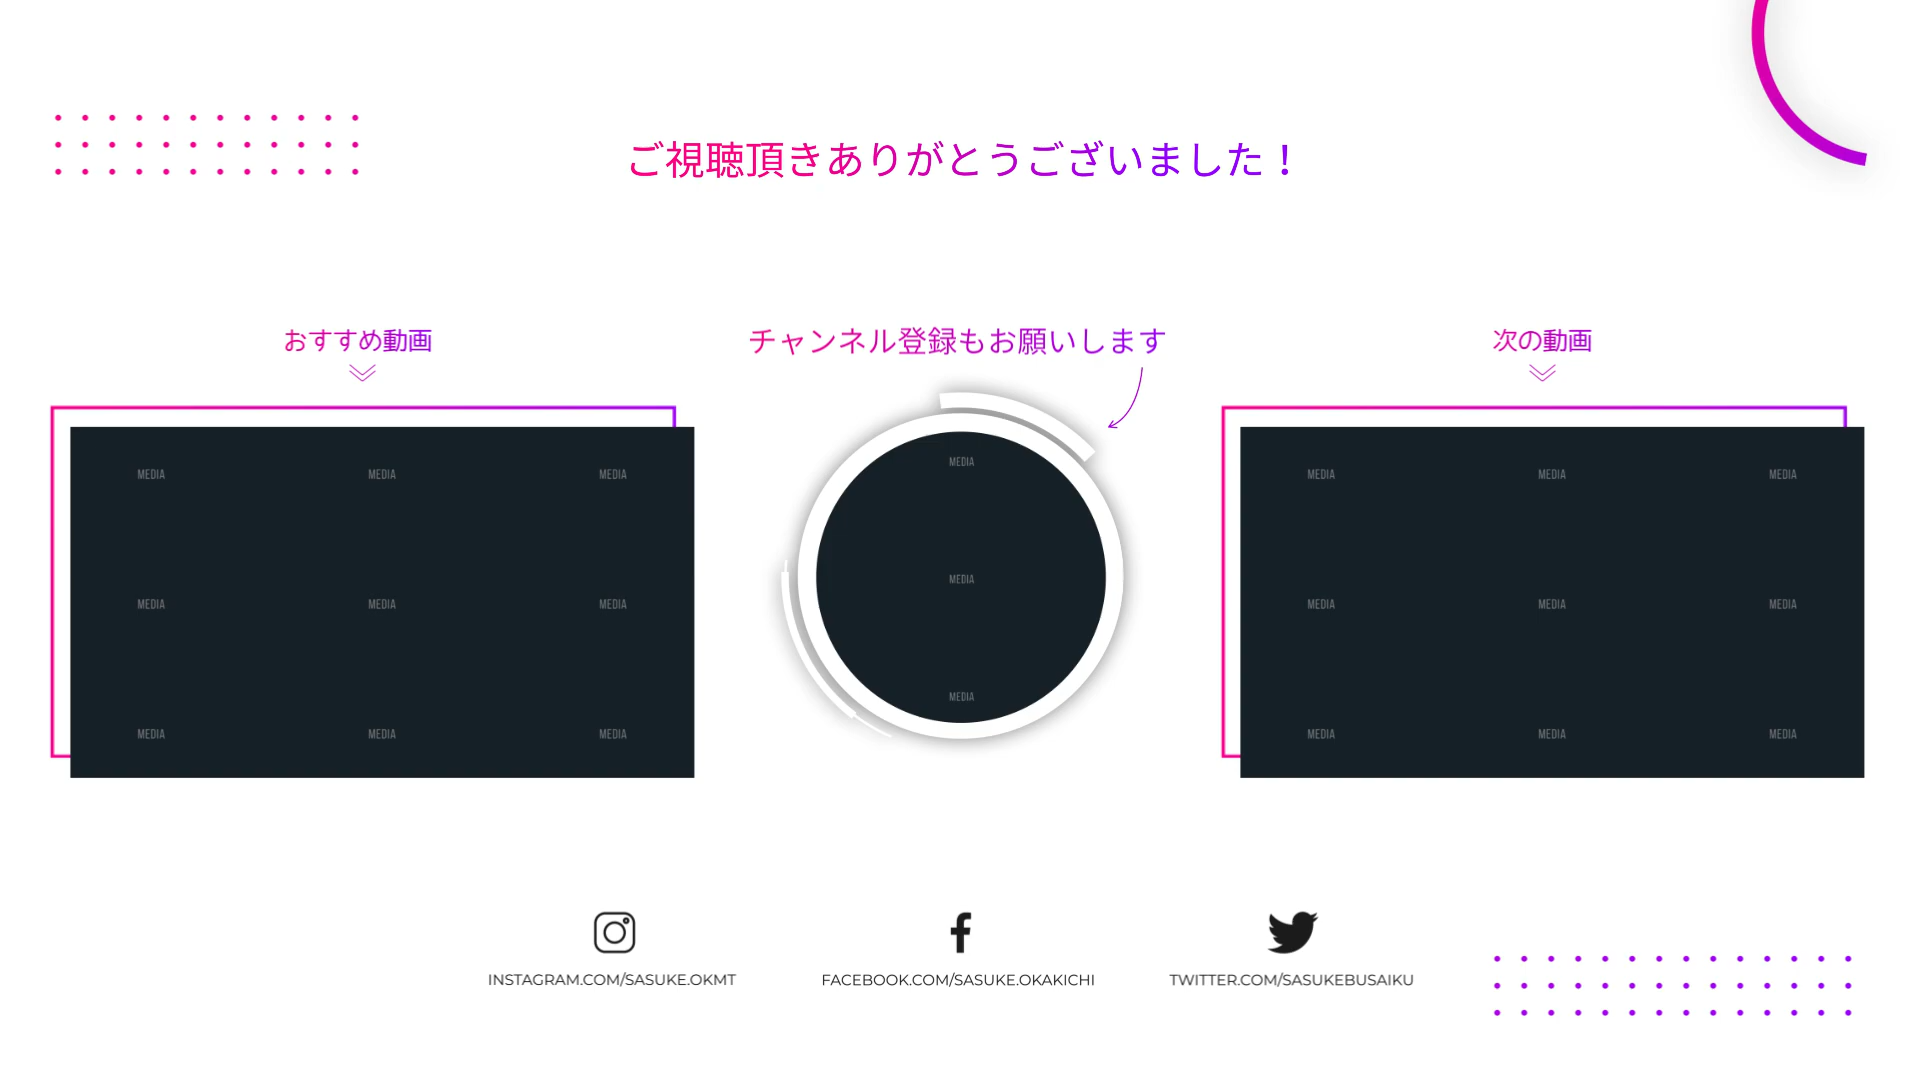 ご視聴頂きありがとうございました！
おすすめ動画
チャンネル登録もお願いします
次の動画
MEDIA MEDIA MEDIA
MEDIA MEDIA MEDIA
MEDIA MEDIA MEDIA
MEDIA
MEDIA
MEDIA
MEDIA MEDIA MEDIA
MEDIA MEDIA MEDIA
MEDIA MEDIA MEDIA
INSTAGRAM.COM/SASUKE.OKMT
FACEBOOK.COM/SASUKE.OKAKICHI
TWITTER.COM/SASUKEBUSAIKU